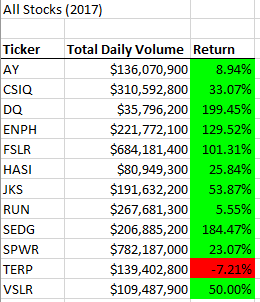 All Stocks (2017)
Ticker Total Daily Volume Return
AY $136,070,900 8.94%
CSIQ $310,592,800 33.07%
DQ $35,796,200 199.45%
ENPH $221,772,100 129.52%
FSLR $684,181,400 101.31%
HASI $80,949,300 25.84%
JKS $191,632,200 53.87%
RUN $267,681,300 5.55%
SEDG $206,885,200 184.47%
SPWR $782,187,000 23.07%
TERP $139,402,800 -7.21%
VSLR $109,487,900 50.00%